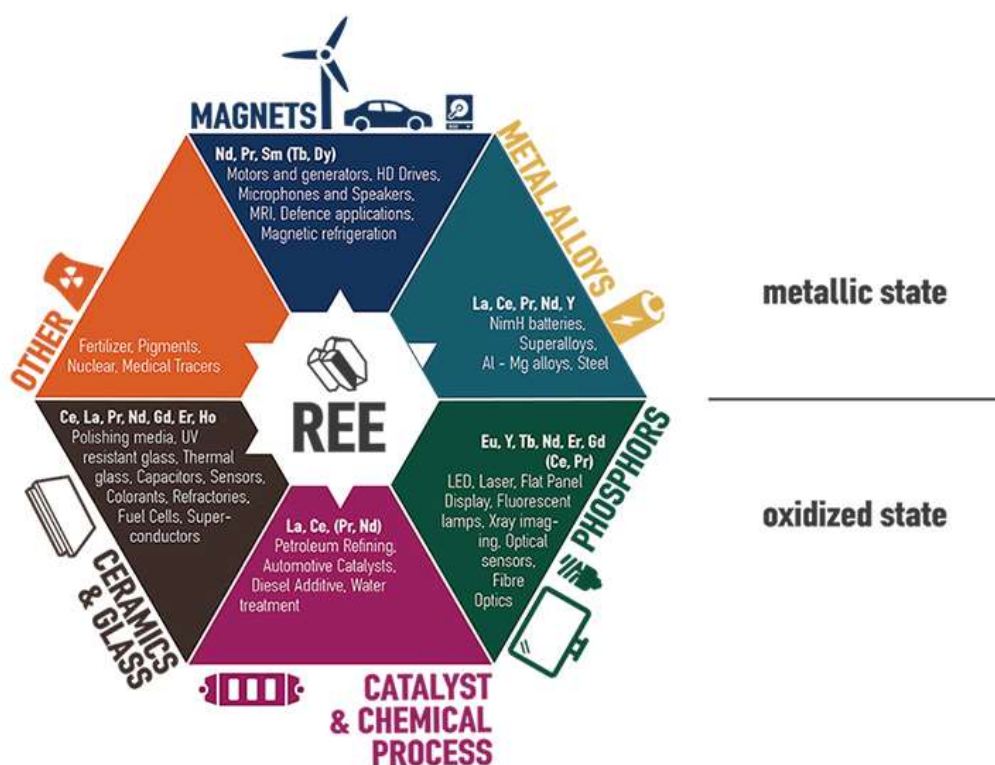 MAGNETS
Nd, Pr, Sm (Tb, Dy)
Motors and generators, HD Drives,
Microphones and Speakers,
MRI, Defence applications,
Magnetic refrigeration
METAL ALLOYS
La, Ce, Pr, Nd, Y
NimH batteries,
Superalloys,
Al - Mg alloys, Steel
metallic state
OTHER
Fertilizer, Pigments,
Nuclear, Medical Tracers
REE
Ce, La, Pr, Nd, Gd, Er, Ho
Polishing media, UV
resistant glass, Thermal
glass, Capacitors, Sensors,
Colorants, Refractories,
Fuel Cells, Super-
conductors
CERAMICS
& GLASS
La, Ce, (Pr, Nd)
Petroleum Refining,
Automotive Catalysts,
Diesel Additive, Water
treatment
CATALYST
& CHEMICAL
PROCESS
Eu, Y, Tb, Nd, Er, Gd
(Ce, Pr)
LED, Laser, Flat Panel
Display, Fluorescent
lamps, Xray imag-
ing, Optical
sensors,
Fibre
Optics
PHOSPHORS
oxidized state